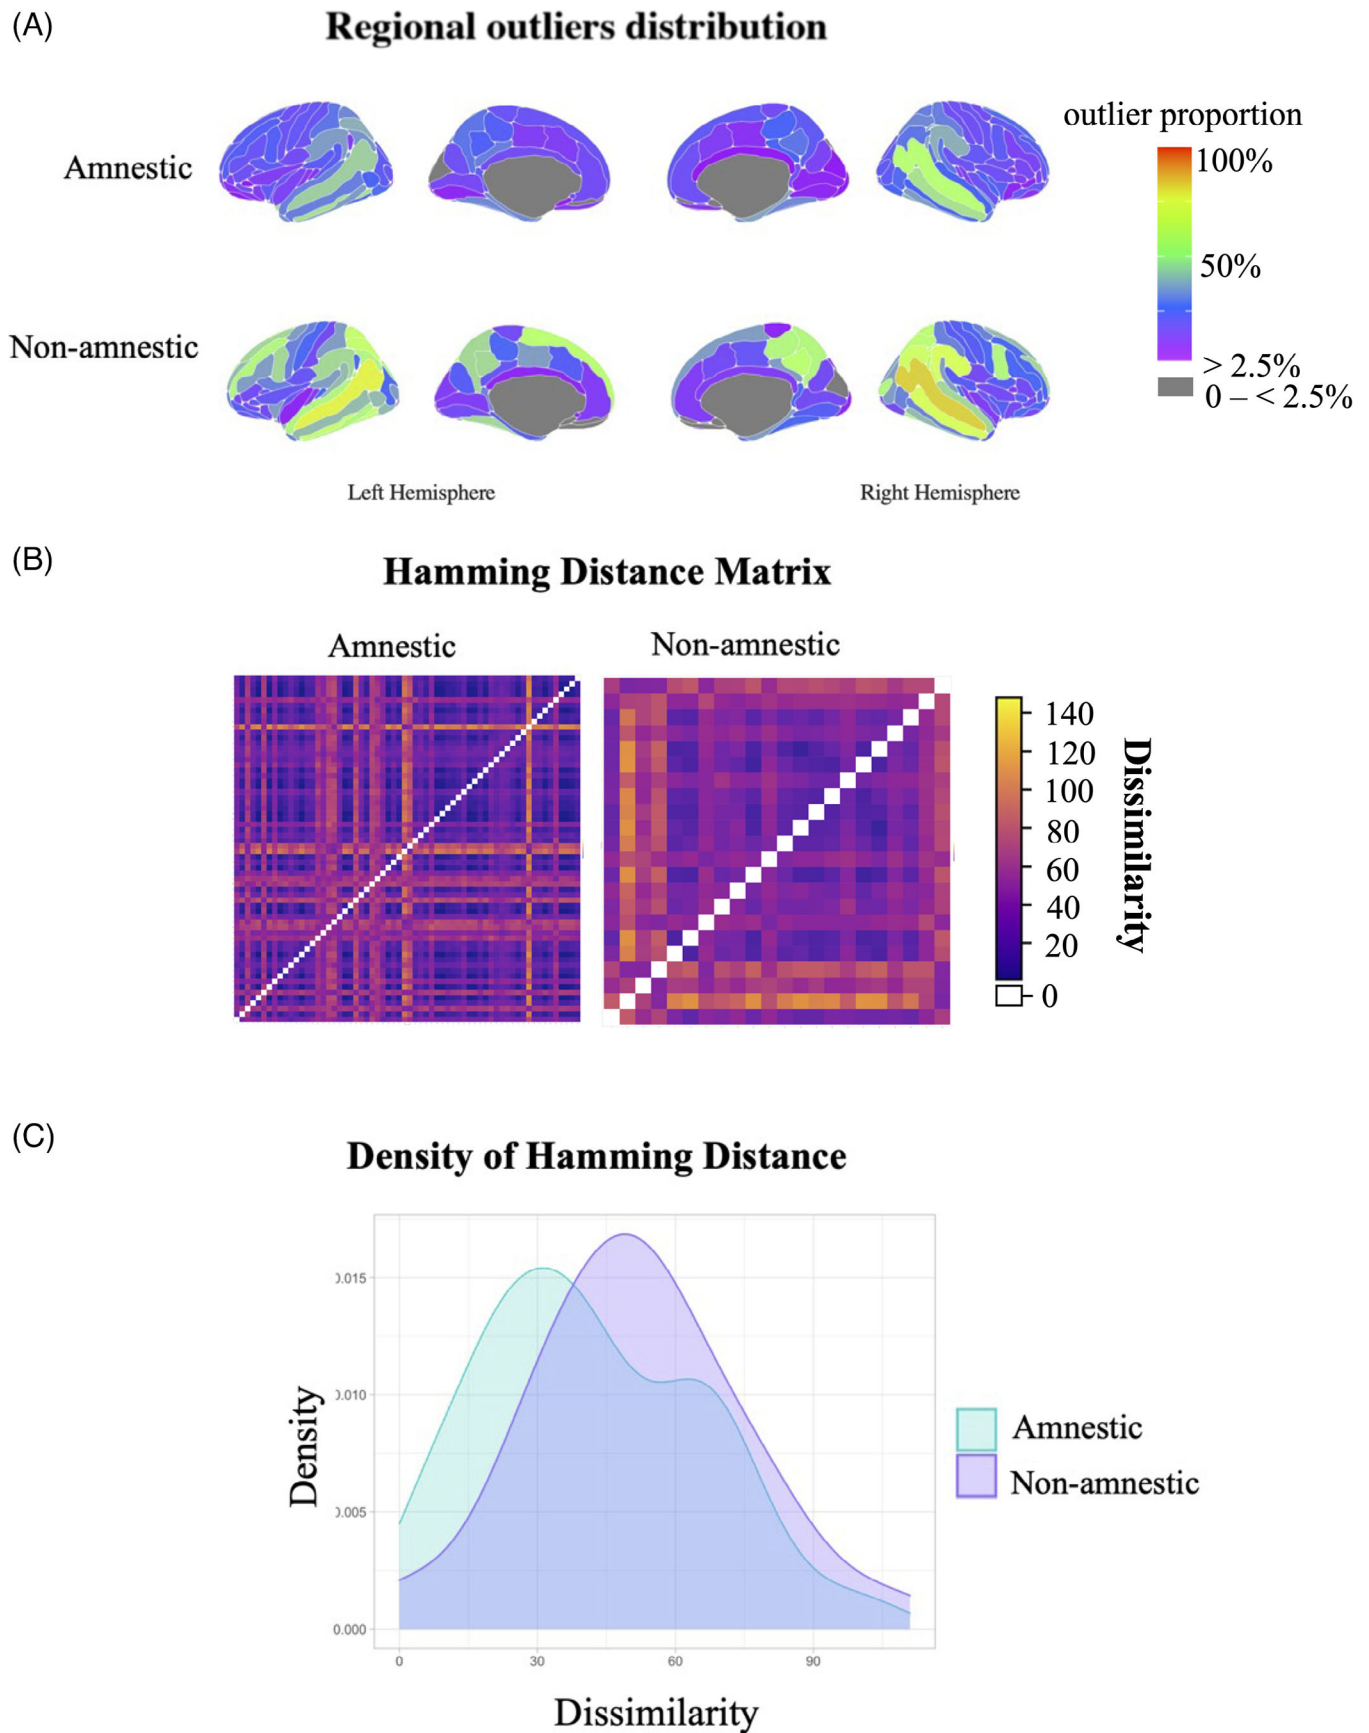 (A)
Regional outliers distribution
outlier proportion
Amnestic
100%
50%
Non-amnestic
> 2.5%
0 – < 2.5%
Left Hemisphere
Right Hemisphere
(B)
Hamming Distance Matrix
Amnestic
Non-amnestic
140
120
100
80
60
40
20
0
Dissimilarity
(C)
Density of Hamming Distance
0.015
0.010
0.005
0.000
Density
0
30
60
90
Dissimilarity
Amnestic
Non-amnestic